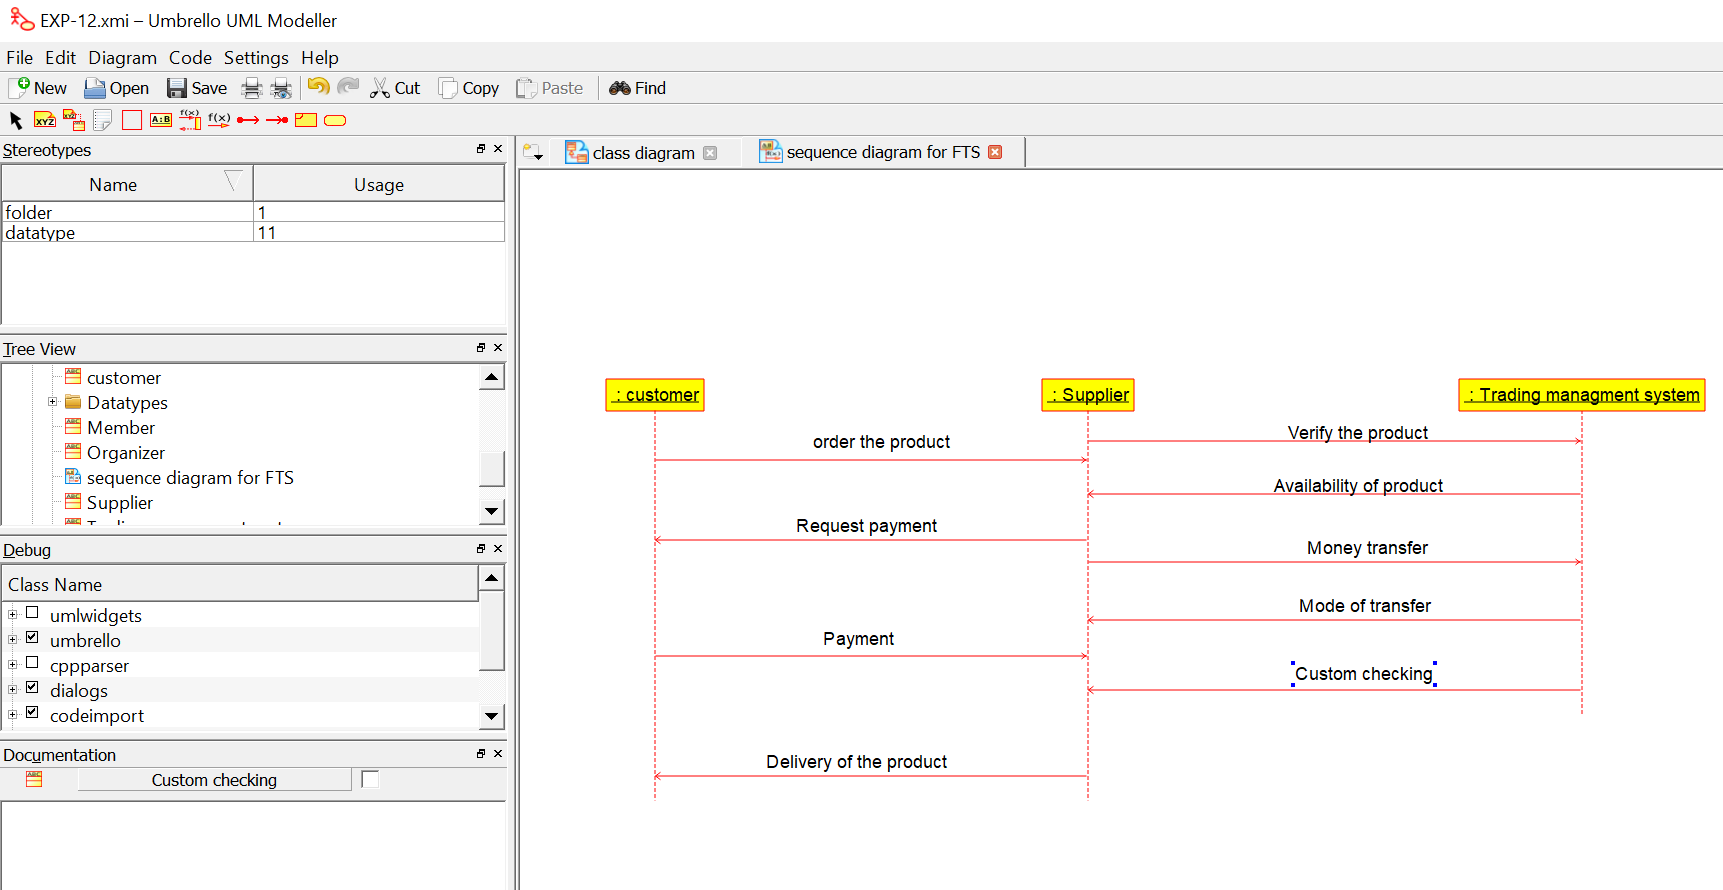 EXP-12.xmi – Umbrello UML Modeller
File Edit Diagram Code Settings Help
New Open Save Cut Copy Paste Find
XYZ XYZ A:B f(x) f(x)
Stereotypes
Name Usage
folder 1
datatype 11
Tree View
customer
Datatypes
Member
Organizer
sequence diagram for FTS
Supplier
Debug
Class Name
umlwidgets
umbrello
cppparser
dialogs
codeimport
Documentation
Custom checking
class diagram sequence diagram for FTS
: customer : Supplier : Trading managment system
Verify the product
order the product
Availability of product
Request payment
Money transfer
Mode of transfer
Payment
Custom checking
Delivery of the product